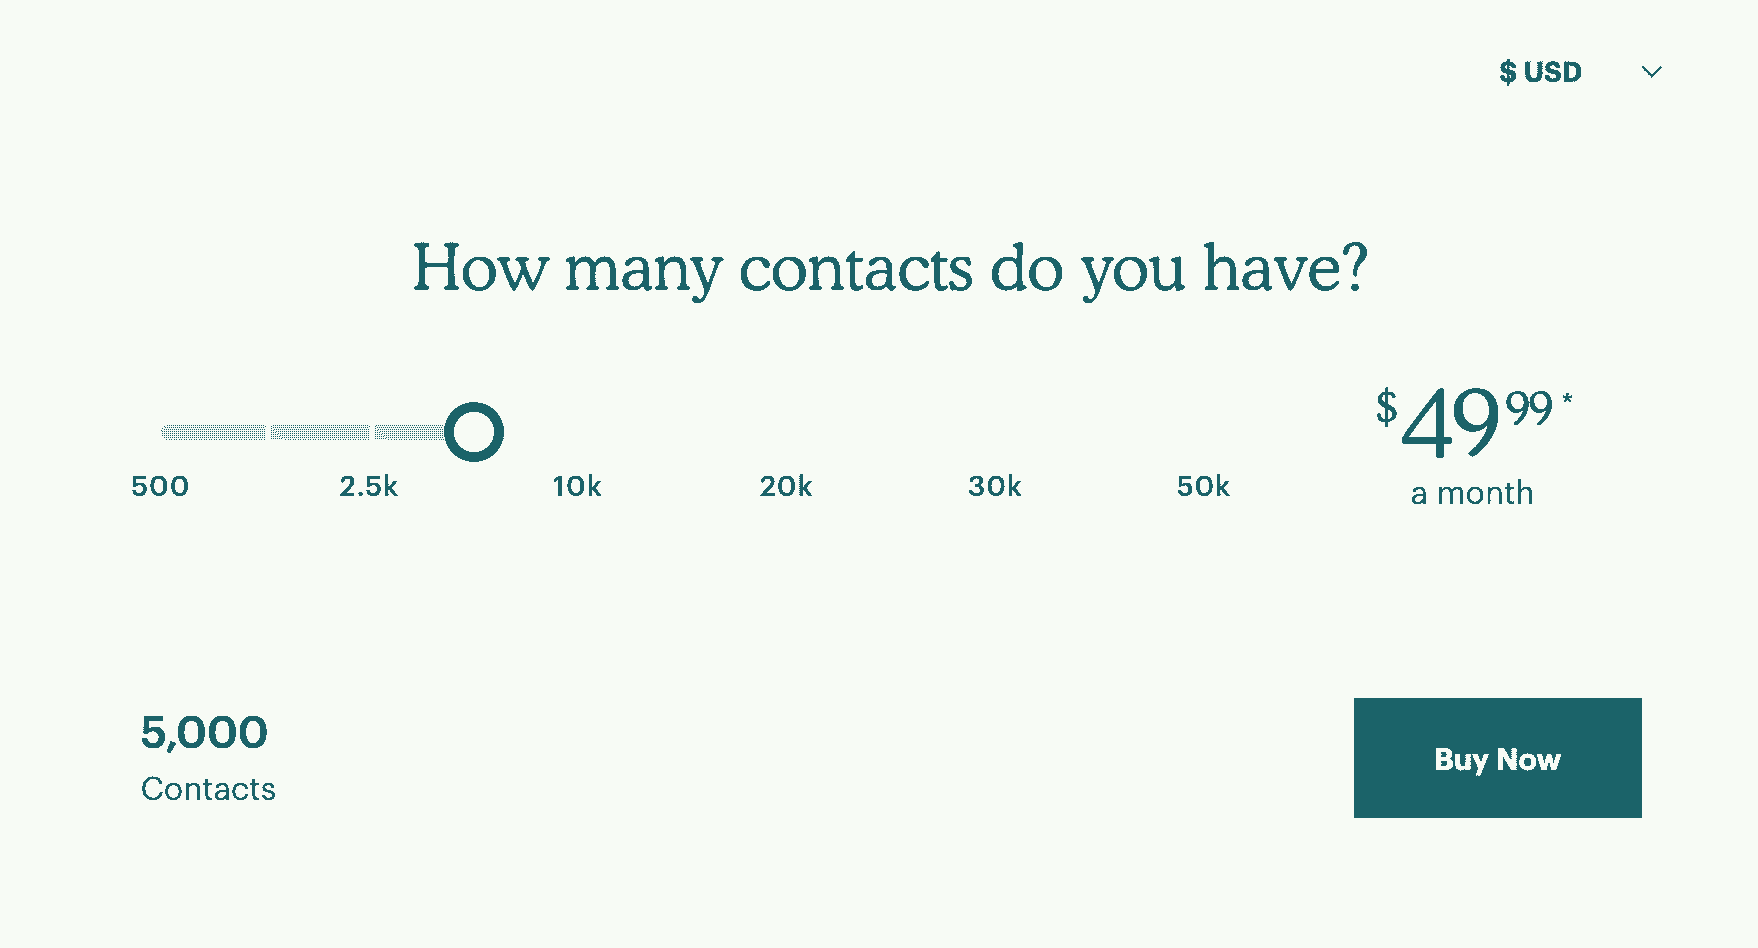 $ USD
How many contacts do you have?
$49 99 *
a month
500 2.5k 10k 20k 30k 50k
5,000
Contacts
Buy Now